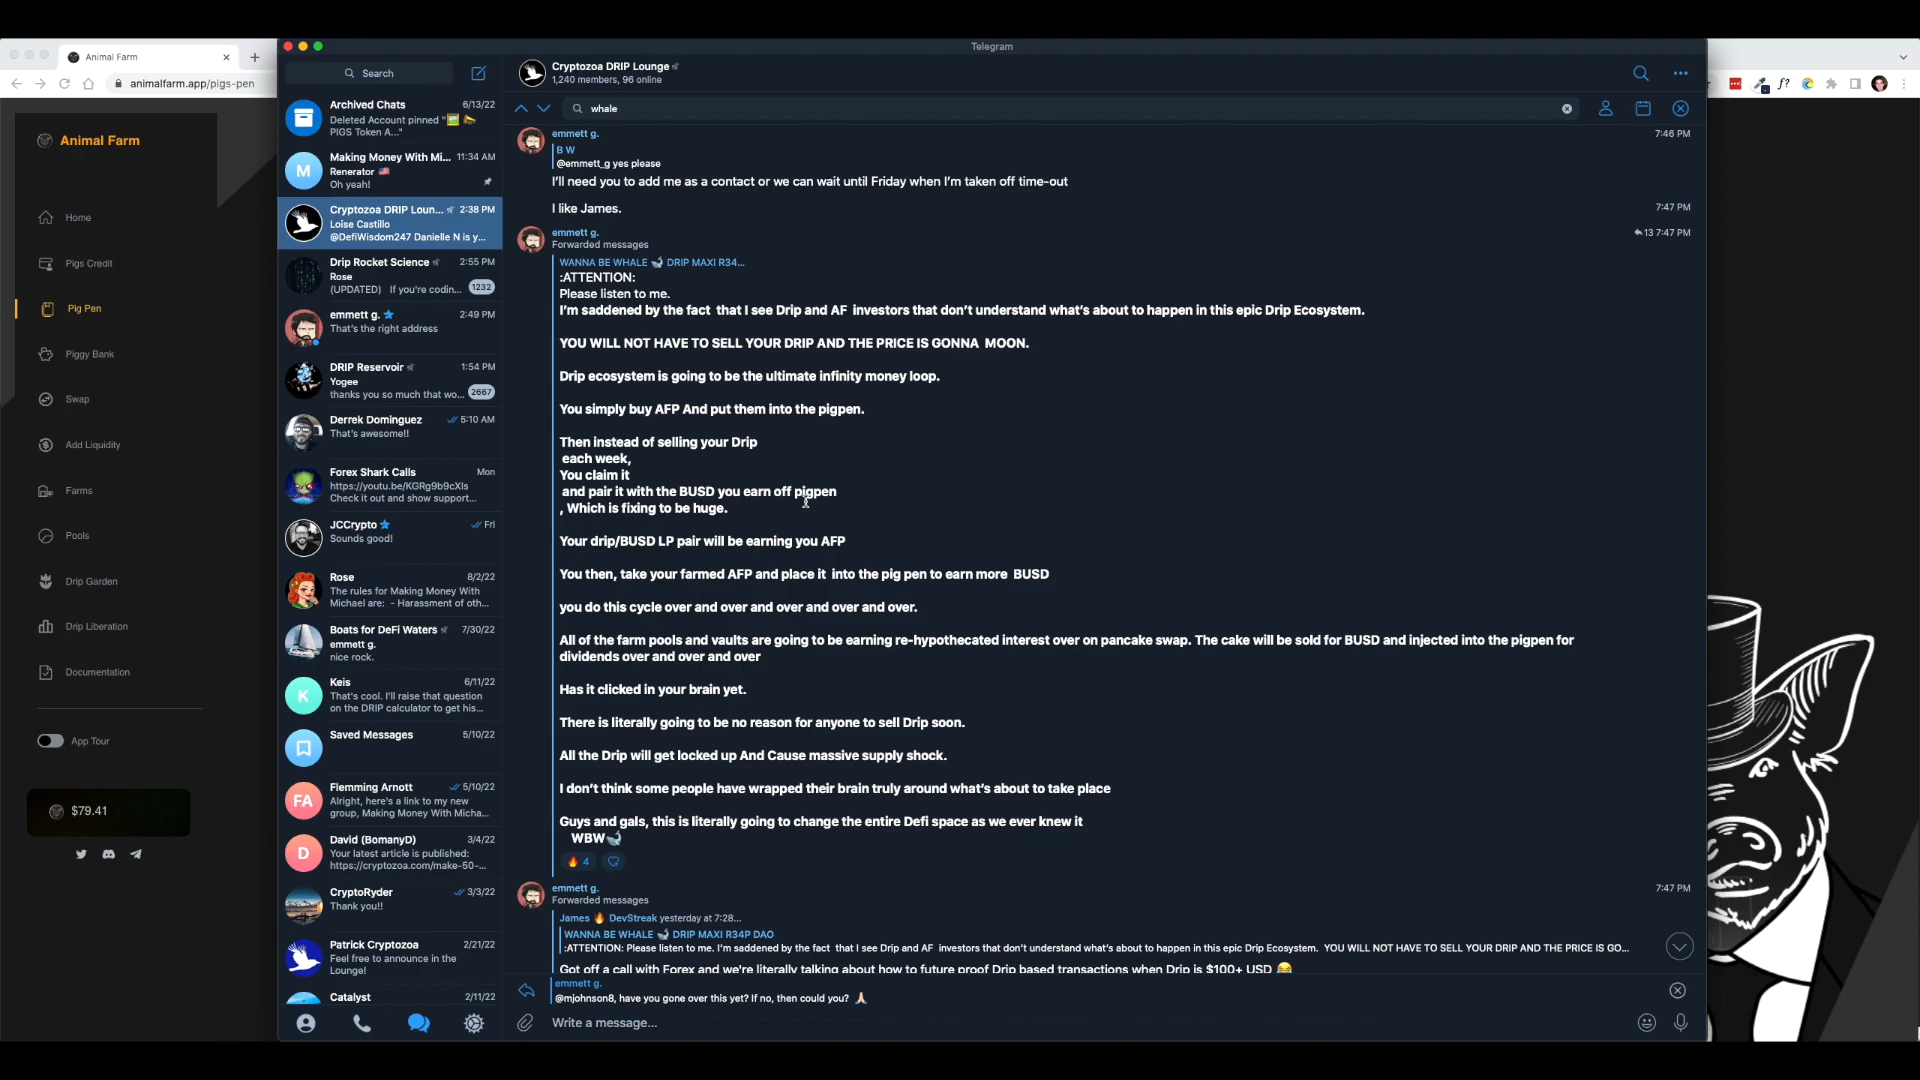 Telegram
Animal Farm
animalfarm.app/pigs-pen
Animal Farm
Home
Pigs Credit
Pig Pen
Piggy Bank
Swap
Add Liquidity
Farms
Pools
Drip Garden
Drip Liberation
Documentation
App Tour
$79.41
Search
Archived Chats 6/13/22
Deleted Account pinned "
PIGS Token A..."
Making Money With Mi... 11:34 AM
Renerator
Oh yeah!
Cryptozoa DRIP Loun... 2:38 PM
Loise Castillo
@DefiWisdom247 Danielle N is y...
Drip Rocket Science 2:55 PM
Rose
(UPDATED) If you're codin... 1232
emmett g. 2:49 PM
That's the right address
DRIP Reservoir 1:54 PM
Yogee
thanks you so much that wo... 2667
Derrek Dominguez 5:10 AM
That's awesome!!
Forex Shark Calls Mon
https://youtu.be/KGRg9b9cXIs
Check it out and show support...
JCCrypto Fri
Sounds good!
Rose 8/2/22
The rules for Making Money With
Michael are: - Harassment of oth...
Boats for DeFi Waters 7/30/22
emmett g.
nice rock.
K
Keis 6/11/22
That's cool. I'll raise that question
on the DRIP calculator to get his...
Saved Messages 5/10/22
FA
Flemming Arnott 5/10/22
Alright, here's a link to my new
group, Making Money With Micha...
D
David (BomanyD) 3/4/22
Your latest article is published:
https://cryptozoa.com/make-50-...
CryptoRyder 3/3/22
Thank you!!
Patrick Cryptozoa 2/21/22
Feel free to announce in the
Lounge!
Catalyst 2/11/22
M
Cryptozoa DRIP Lounge
1,240 members, 96 online
whale
emmett g. 7:46 PM
B W
@emmett_g yes please
I'll need you to add me as a contact or we can wait until Friday when I'm taken off time-out
I like James. 7:47 PM
emmett g. 13 7:47 PM
Forwarded messages
WANNA BE WHALE DRIP MAXI R34...
:ATTENTION:
Please listen to me.
I'm saddened by the fact that I see Drip and AF investors that don't understand what's about to happen in this epic Drip Ecosystem.
YOU WILL NOT HAVE TO SELL YOUR DRIP AND THE PRICE IS GONNA MOON.
Drip ecosystem is going to be the ultimate infinity money loop.
You simply buy AFP And put them into the pigpen.
Then instead of selling your Drip
each week,
You claim it
and pair it with the BUSD you earn off pigpen
, Which is fixing to be huge.
Your drip/BUSD LP pair will be earning you AFP
You then, take your farmed AFP and place it into the pig pen to earn more BUSD
you do this cycle over and over and over and over and over.
All of the farm pools and vaults are going to be earning re-hypothecated interest over on pancake swap. The cake will be sold for BUSD and injected into the pigpen for
dividends over and over and over
Has it clicked in your brain yet.
There is literally going to be no reason for anyone to sell Drip soon.
All the Drip will get locked up And Cause massive supply shock.
I don't think some people have wrapped their brain truly around what's about to take place
Guys and gals, this is literally going to change the entire Defi space as we ever knew it
WBW
4
emmett g. 7:47 PM
Forwarded messages
James DevStreak yesterday at 7:28...
WANNA BE WHALE DRIP MAXI R34P DAO
:ATTENTION: Please listen to me. I'm saddened by the fact that I see Drip and AF investors that don't understand what's about to happen in this epic Drip Ecosystem. YOU WILL NOT HAVE TO SELL YOUR DRIP AND THE PRICE IS GO...
Got off a call with Forex and we're literally talking about how to future proof Drip based transactions when Drip is $100+ USD
emmett g.
@mjohnson8, have you gone over this yet? If no, then could you?
Write a message...
f?